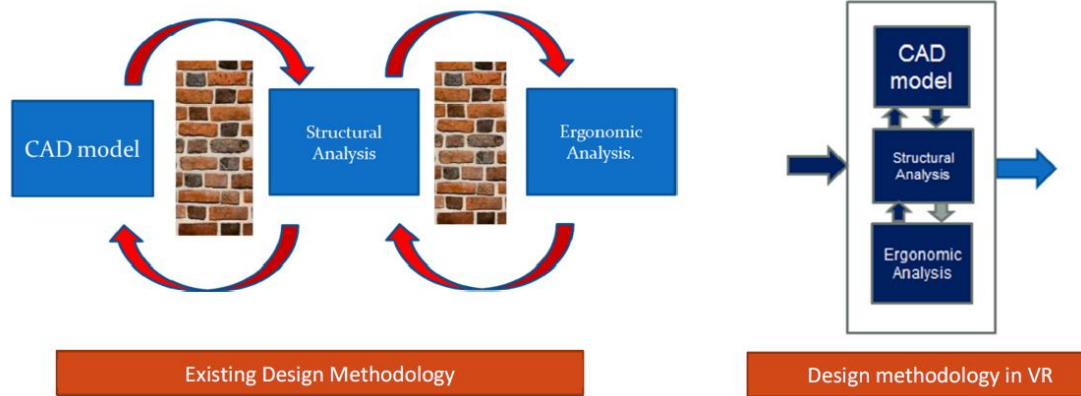 CAD model
Structural
Analysis
Ergonomic
Analysis.
Existing Design Methodology
CAD
model
Structural
Analysis
Ergonomic
Analysis
Design methodology in VR